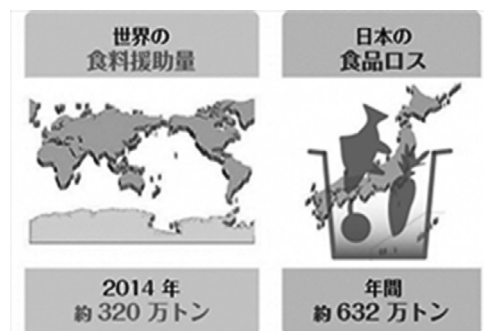 世界の
食料援助量
2014 年
約 320 万トン
日本の
食品ロス
年間
約 632 万トン